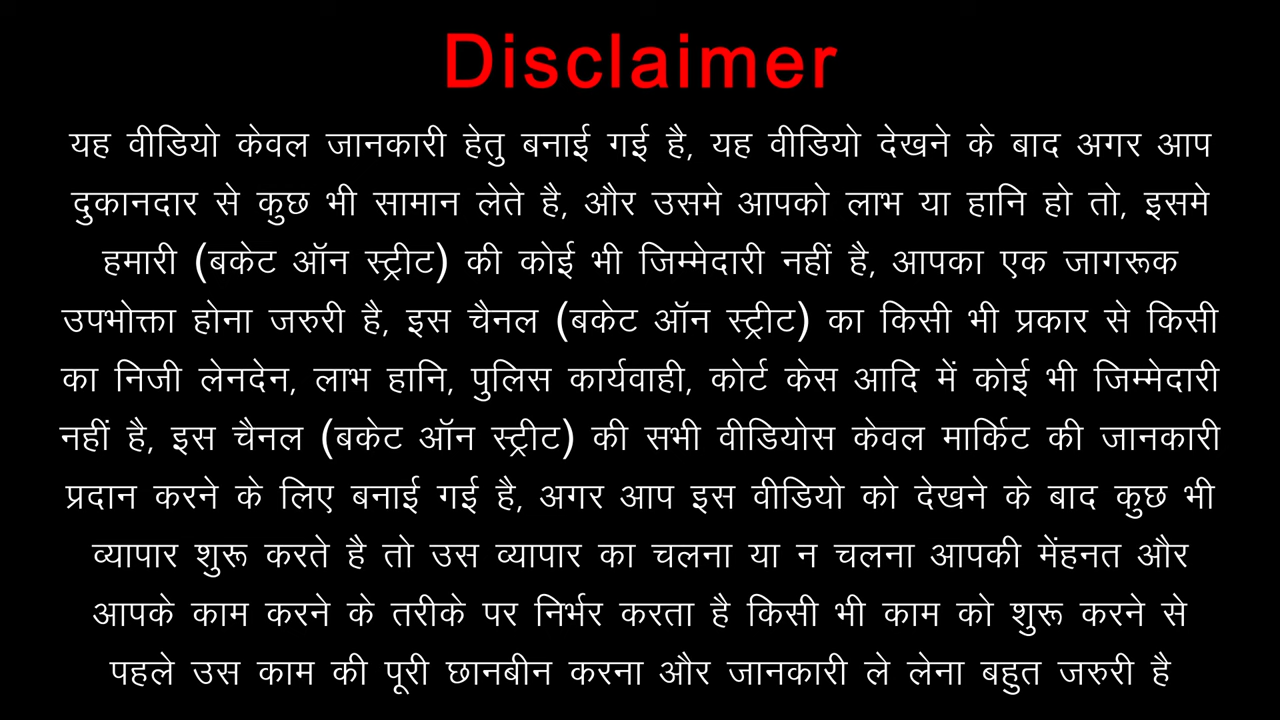 Disclaimer
यह वीडियो केवल जानकारी हेतु बनाई गई है, यह वीडियो देखने के बाद अगर आप
दुकानदार से कुछ भी सामान लेते है, और उसमे आपको लाभ या हानि हो तो, इसमे
हमारी (बकेट ऑन स्ट्रीट) की कोई भी जिम्मेदारी नहीं है, आपका एक जागरूक
उपभोक्ता होना जरुरी है, इस चैनल (बकेट ऑन स्ट्रीट) का किसी भी प्रकार से किसी
का निजी लेनदेन, लाभ हानि, पुलिस कार्यवाही, कोर्ट केस आदि में कोई भी जिम्मेदारी
नहीं है, इस चैनल (बकेट ऑन स्ट्रीट) की सभी वीडियोस केवल मार्किट की जानकारी
प्रदान करने के लिए बनाई गई है, अगर आप इस वीडियो को देखने के बाद कुछ भी
व्यापार शुरू करते है तो उस व्यापार का चलना या न चलना आपकी मेंहनत और
आपके काम करने के तरीके पर निर्भर करता है किसी भी काम को शुरू करने से
पहले उस काम की पूरी छानबीन करना और जानकारी ले लेना बहुत जरुरी है